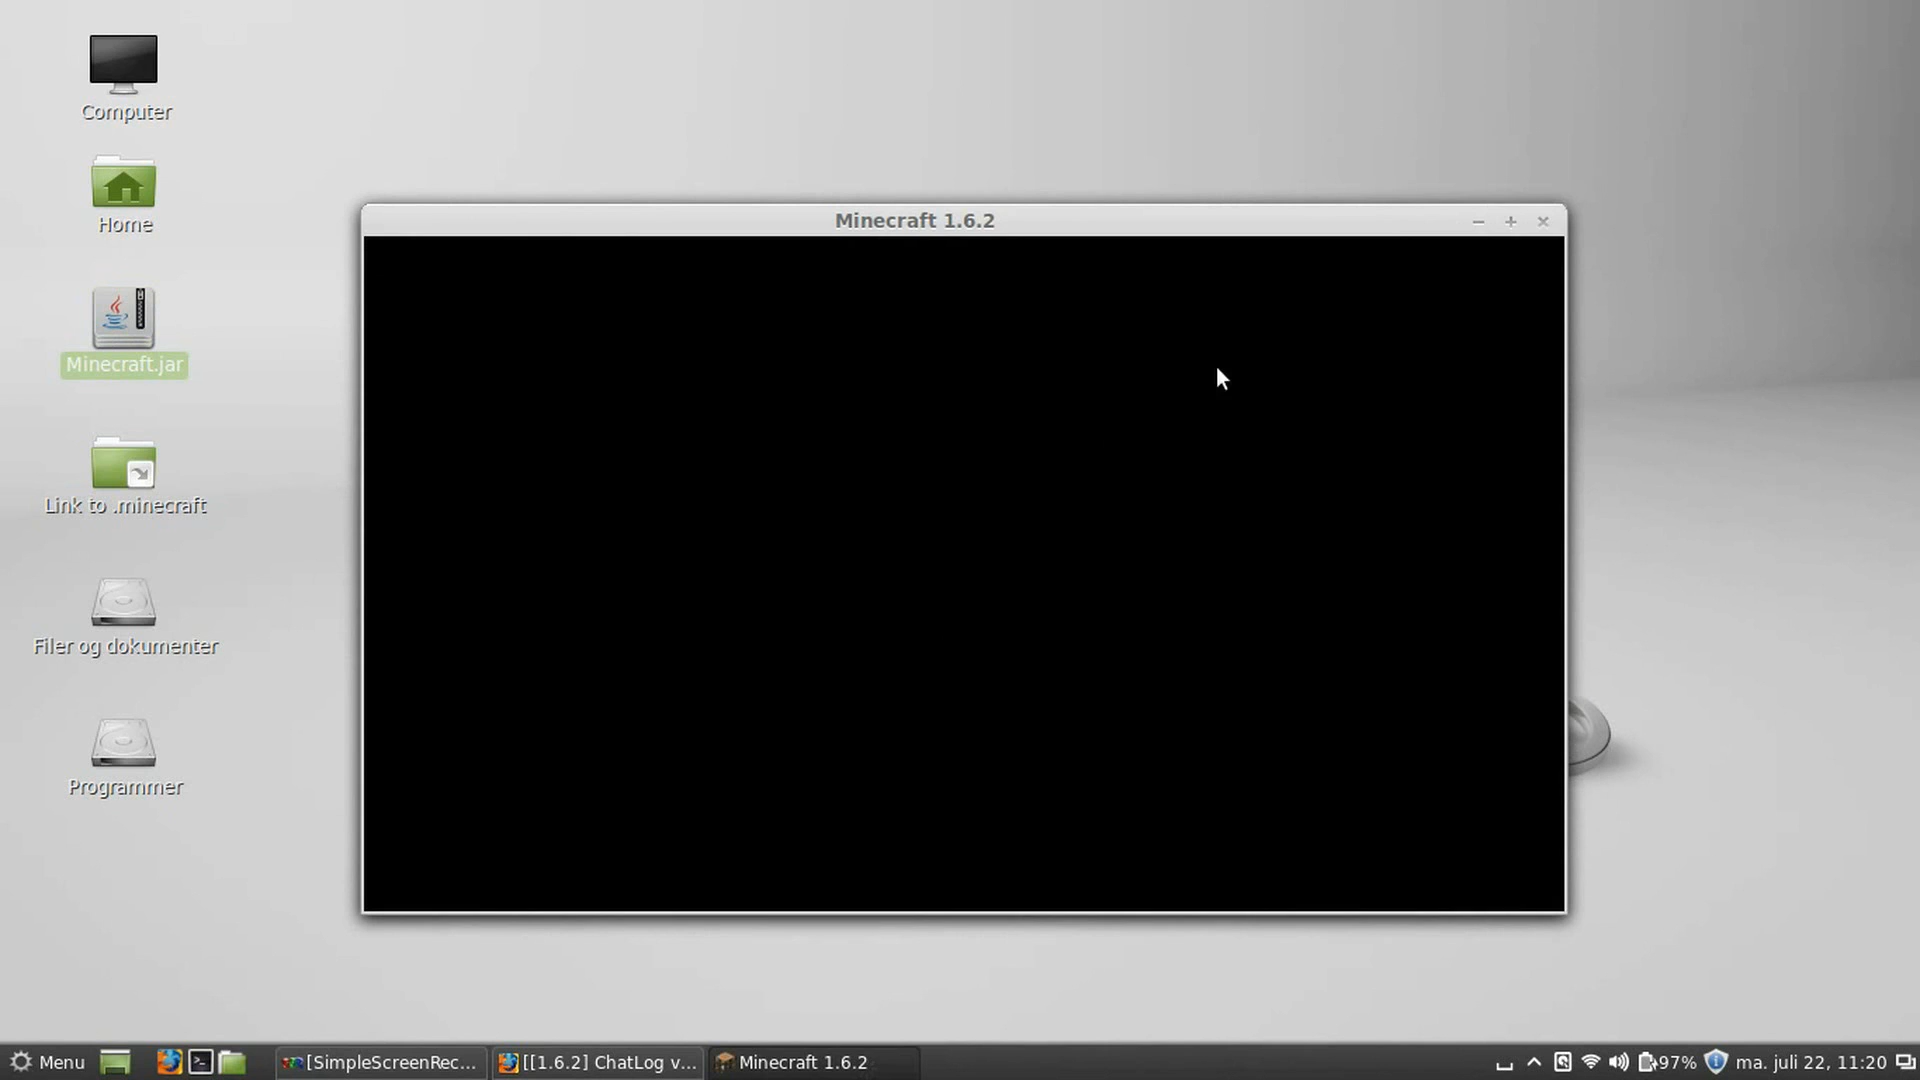 Computer
Home
Minecraft.jar
Link to .minecraft
Filer og dokumenter
Programmer
Minecraft 1.6.2
Menu
[SimpleScreenRec...
[[1.6.2] ChatLog v...
Minecraft 1.6.2
97%
ma. juli 22, 11:20